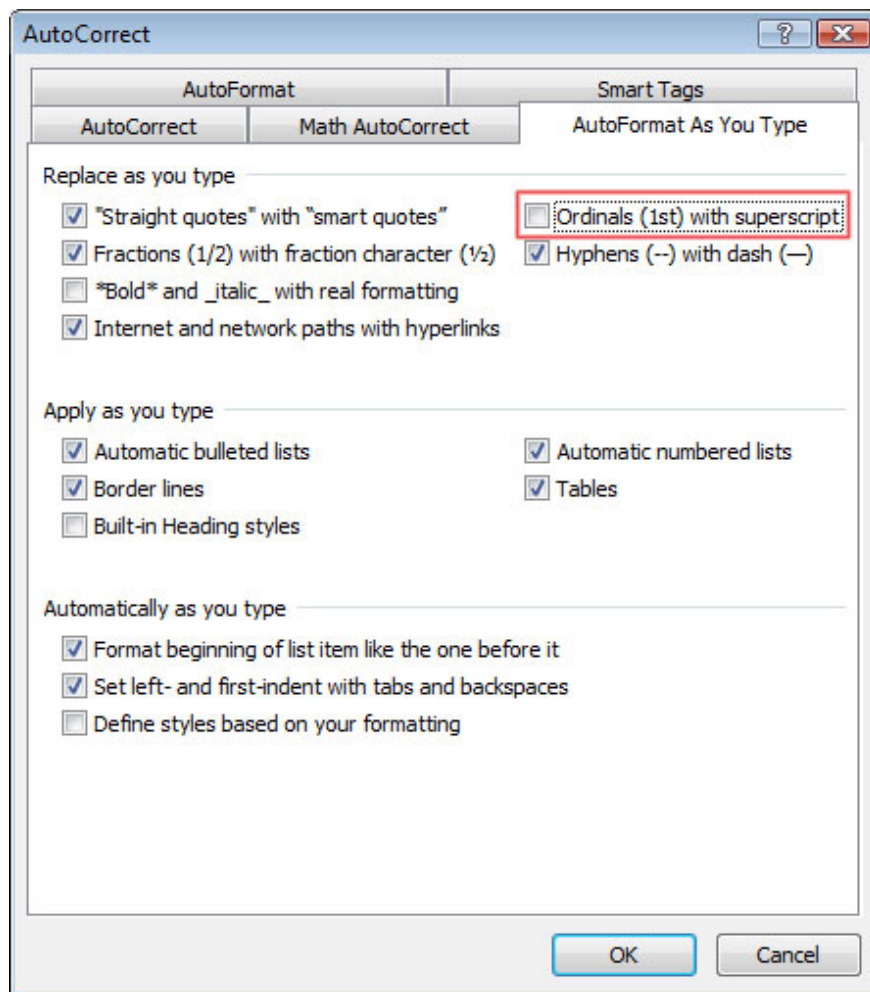 AutoCorrect
AutoFormat Smart Tags
AutoCorrect Math AutoCorrect AutoFormat As You Type
Replace as you type
"Straight quotes" with “smart quotes” Ordinals (1st) with superscript
Fractions (1/2) with fraction character (½) Hyphens (--) with dash (—)
*Bold* and _italic_ with real formatting
Internet and network paths with hyperlinks
Apply as you type
Automatic bulleted lists Automatic numbered lists
Border lines Tables
Built-in Heading styles
Automatically as you type
Format beginning of list item like the one before it
Set left- and first-indent with tabs and backspaces
Define styles based on your formatting
OK Cancel